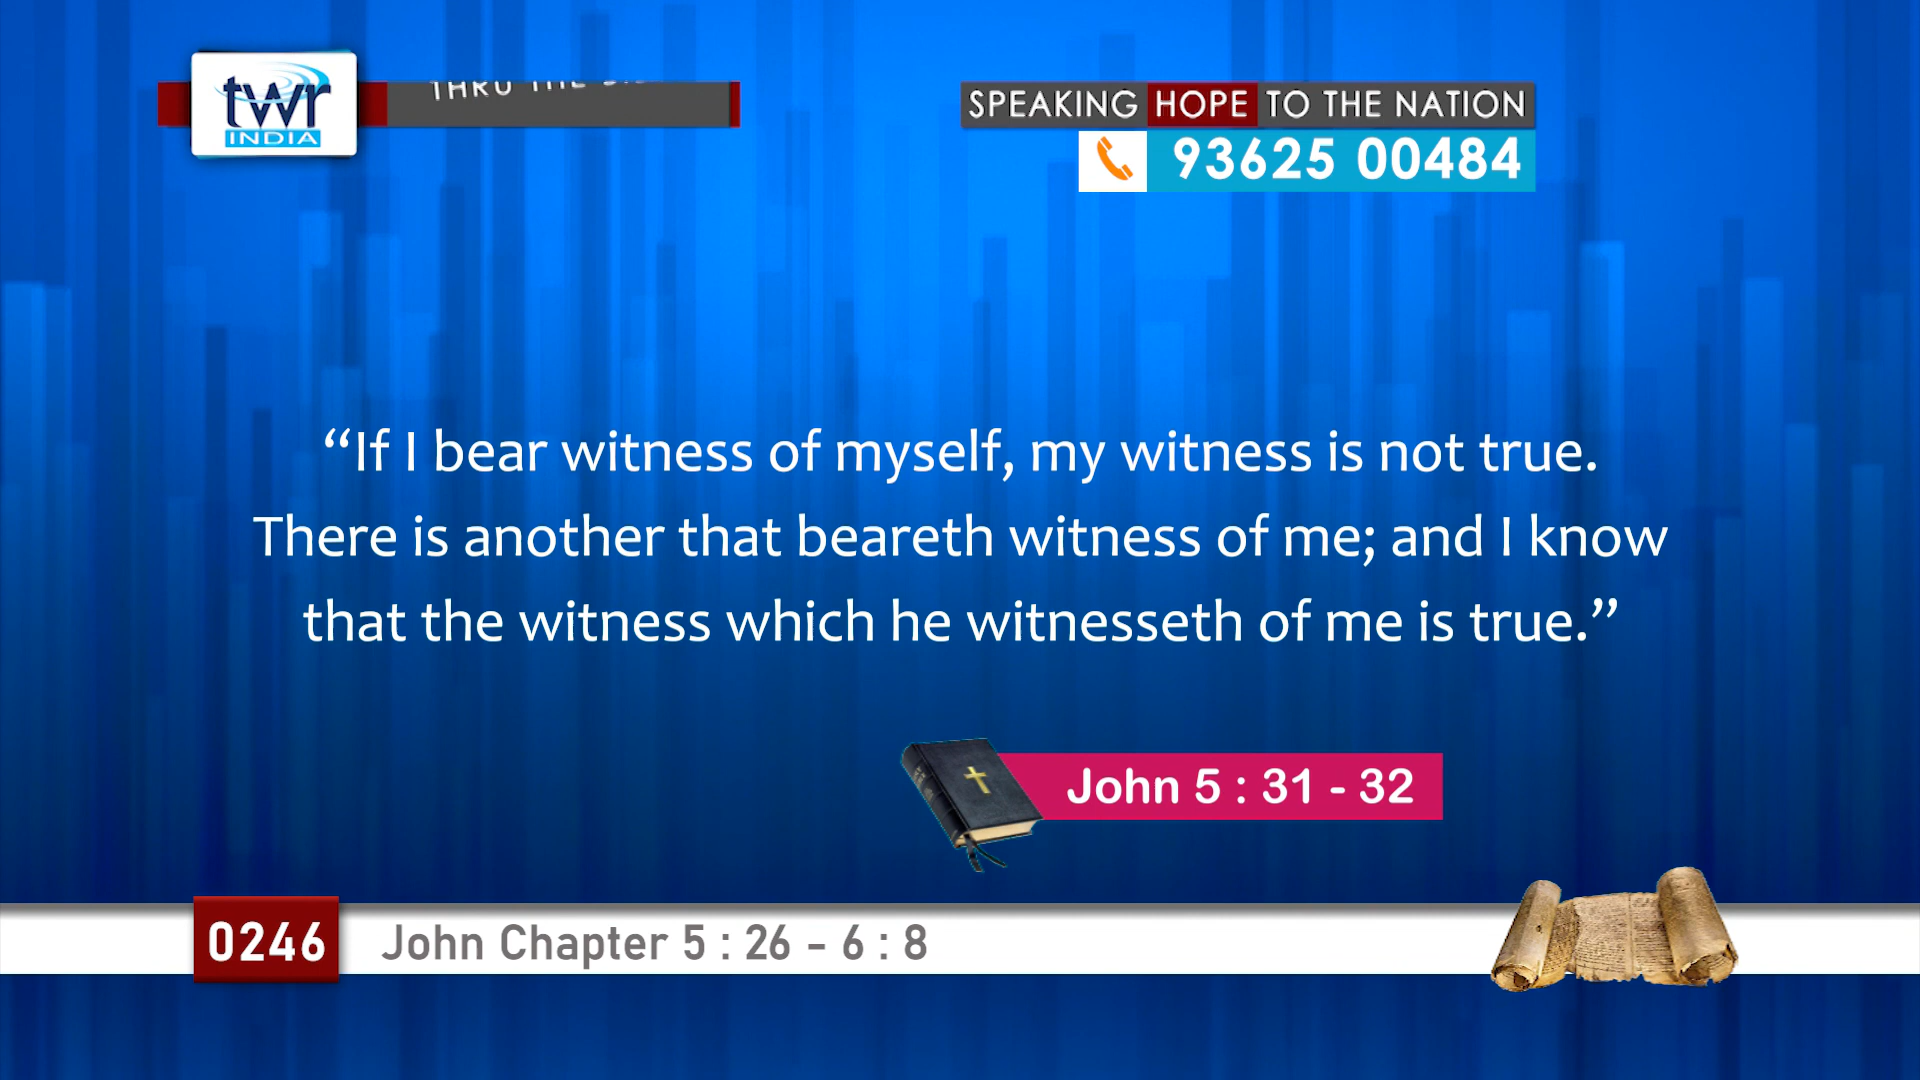 twr
INDIA
THRU THE
SPEAKING HOPE TO THE NATION
93625 00484
“If I bear witness of myself, my witness is not true.
There is another that beareth witness of me; and I know
that the witness which he witnesseth of me is true.”
John 5 : 31 - 32
0246
John Chapter 5 : 26 - 6 : 8